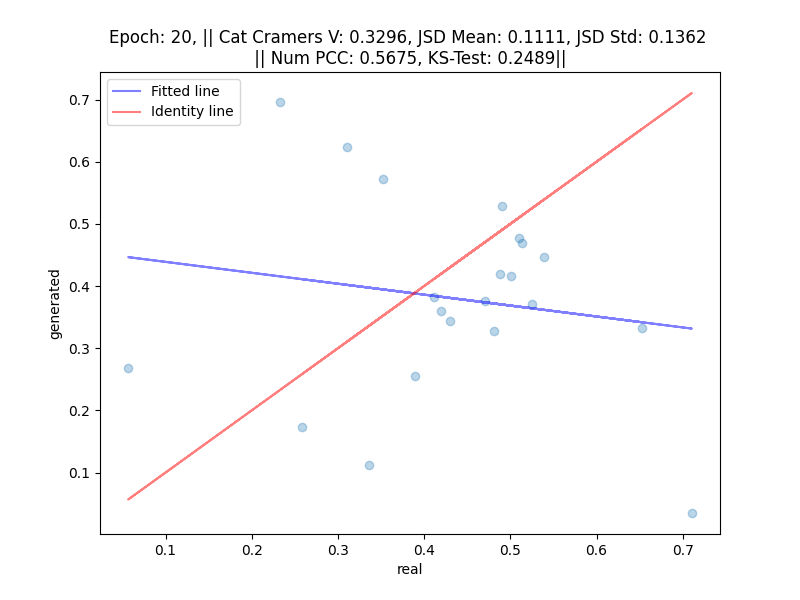 Epoch: 20, || Cat Cramers V: 0.3296, JSD Mean: 0.1111, JSD Std: 0.1362
|| Num PCC: 0.5675, KS-Test: 0.2489||
Fitted line
Identity line
0.7
0.6
0.5
0.4
0.3
0.2
0.1
generated
0.1 0.2 0.3 0.4 0.5 0.6 0.7
real